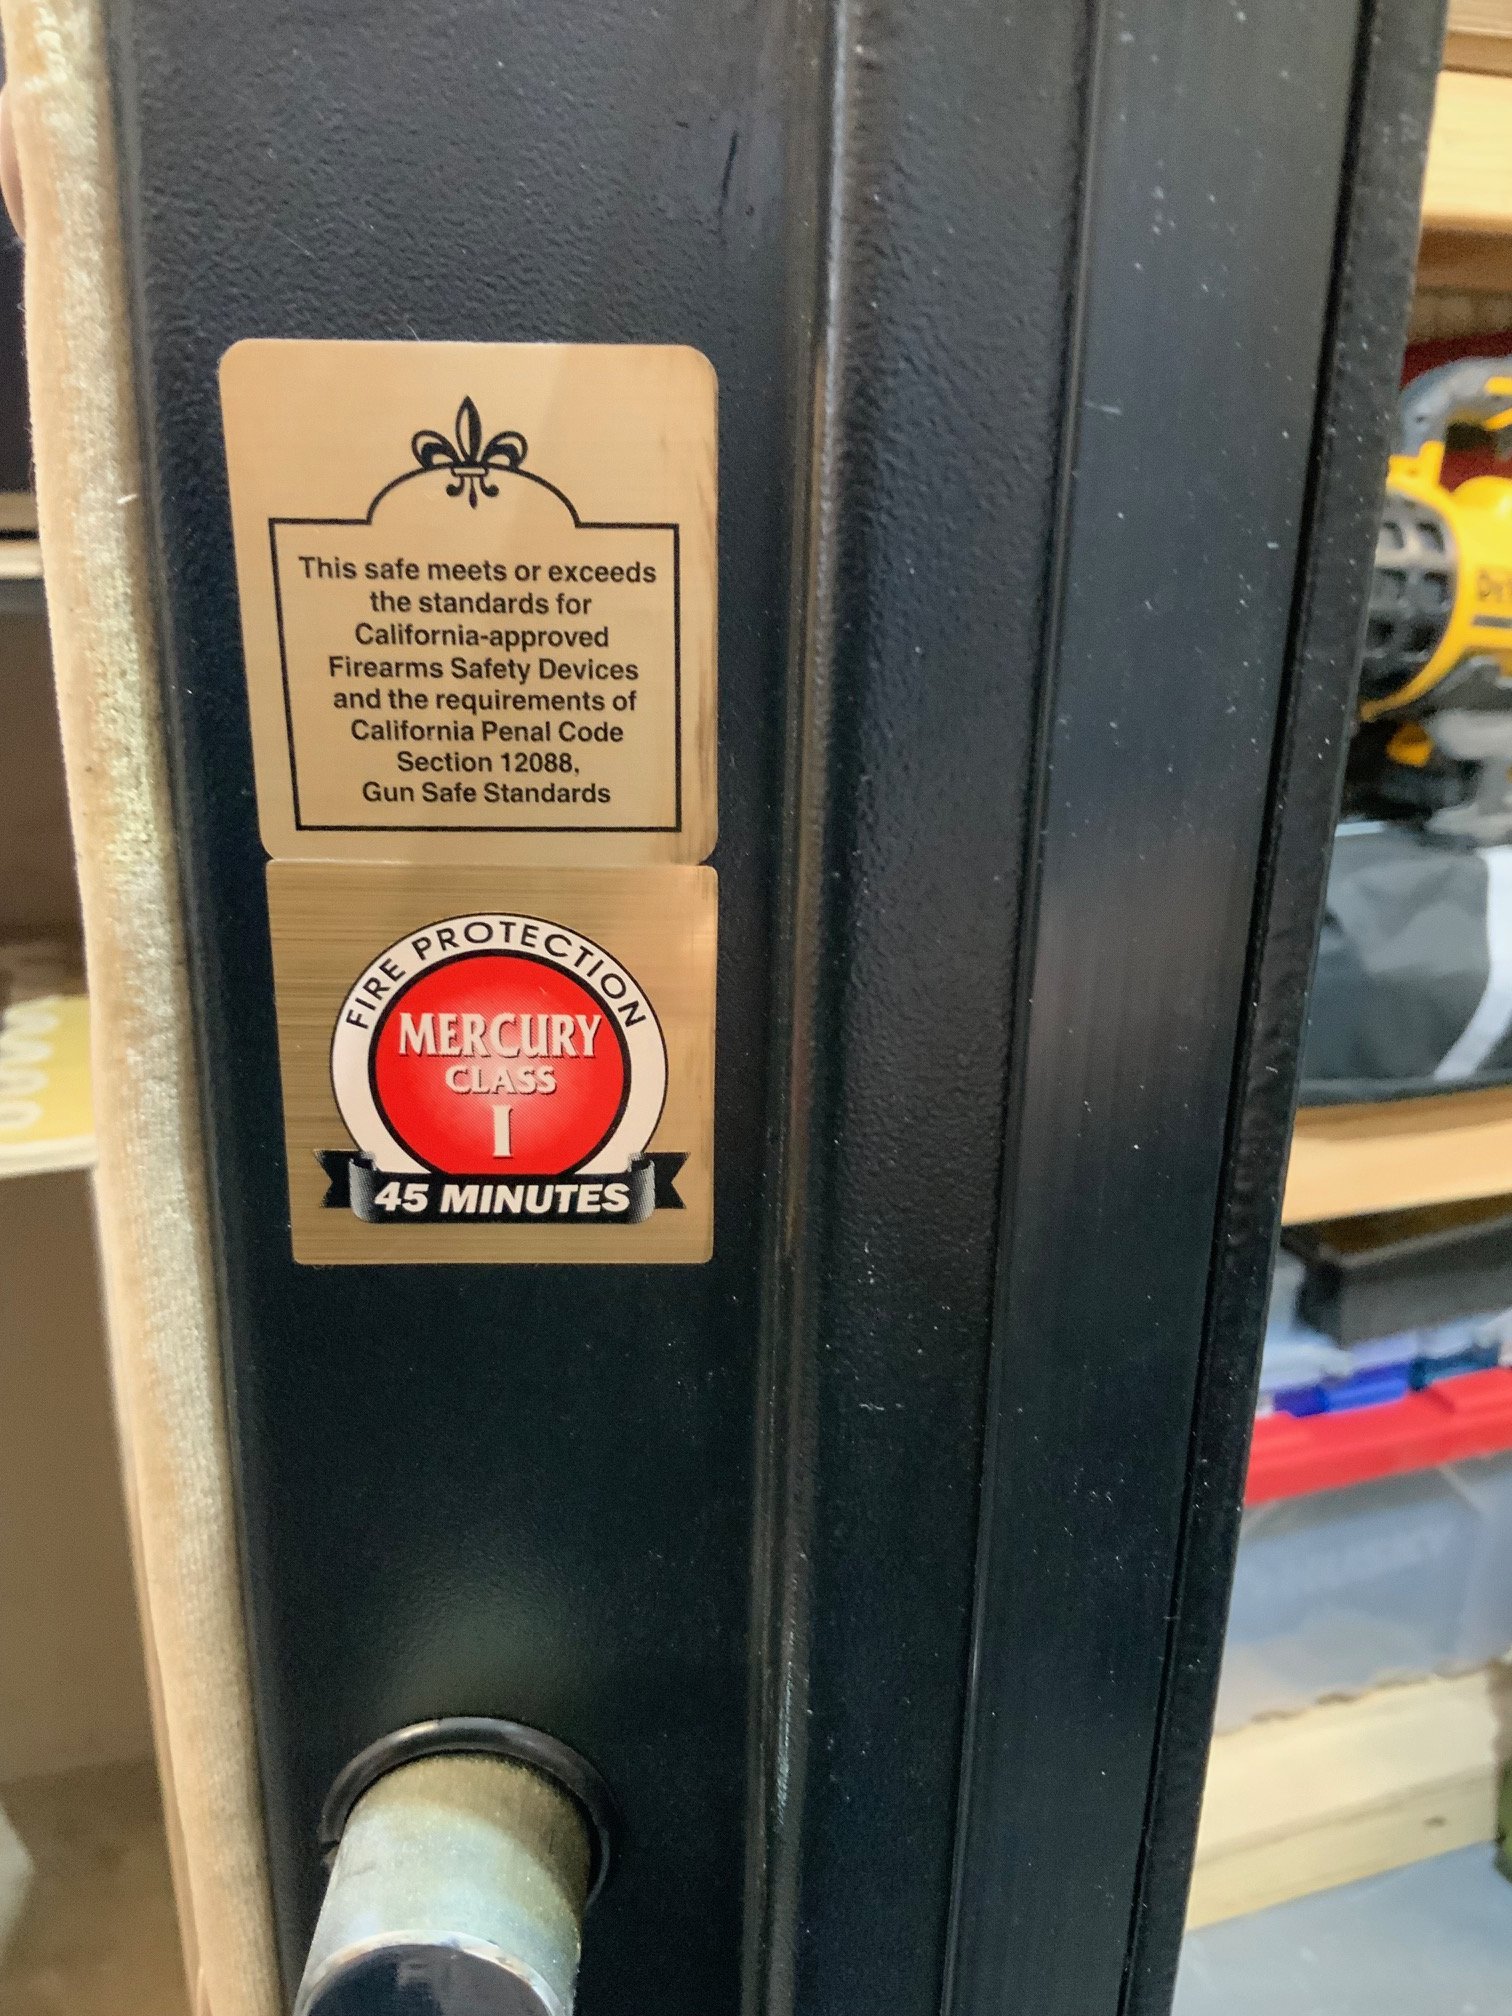 This safe meets or exceeds
the standards for
California-approved
Firearms Safety Devices
and the requirements of
California Penal Code
Section 12088,
Gun Safe Standards
FIRE PROTECTION
MERCURY
CLASS
I
45 MINUTES